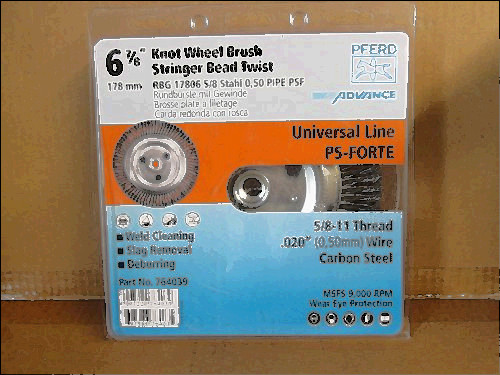 6 7/8" Knot Wheel Brush
Stringer Bead Twist
178 mm RBG 17806 5/8 Stahl 0,50 PIPE PSF
Rundbürste mit Gewinde
Brosse plate a filetage
Carda redonda con rosca
PFERD
ADVANCE
Universal Line
PS-FORTE
5/8-11 Thread
.020" (0,50mm) Wire
Carbon Steel
Weld Cleaning
Slag Removal
Deburring
Part No. 764039
MSFS 9,000 RPM
Wear Eye Protection